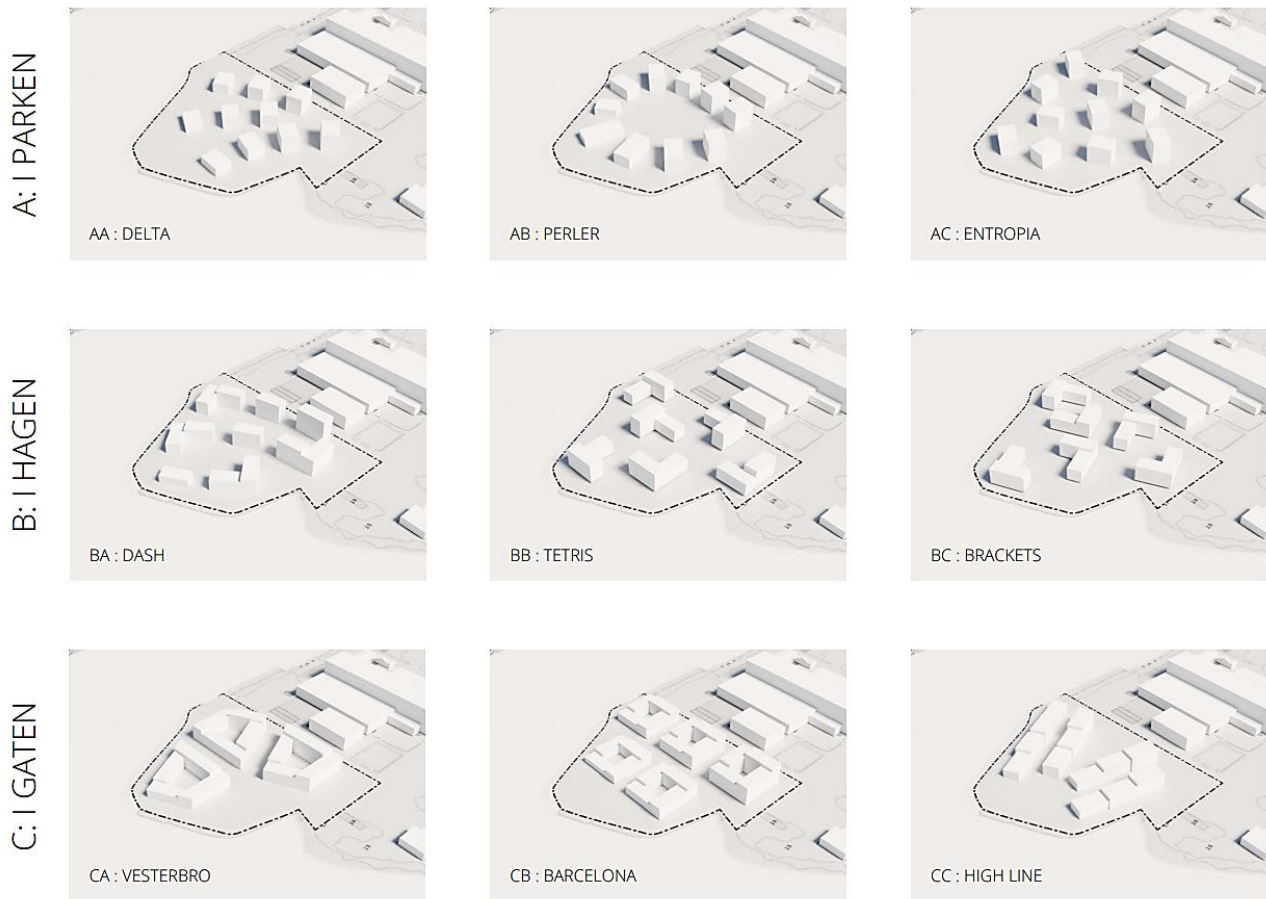 A: I PARKEN
AA : DELTA
AB : PERLER
AC : ENTROPIA
B: I HAGEN
BA : DASH
BB : TETRIS
BC : BRACKETS
C: I GATEN
CA : VESTERBRO
CB : BARCELONA
CC : HIGH LINE